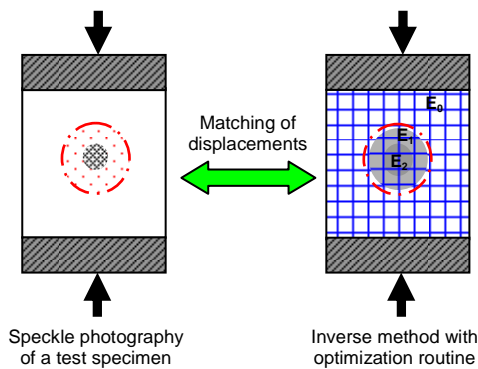 E0
Matching of
displacements
E1
E2
Speckle photography
of a test specimen
Inverse method with
optimization routine